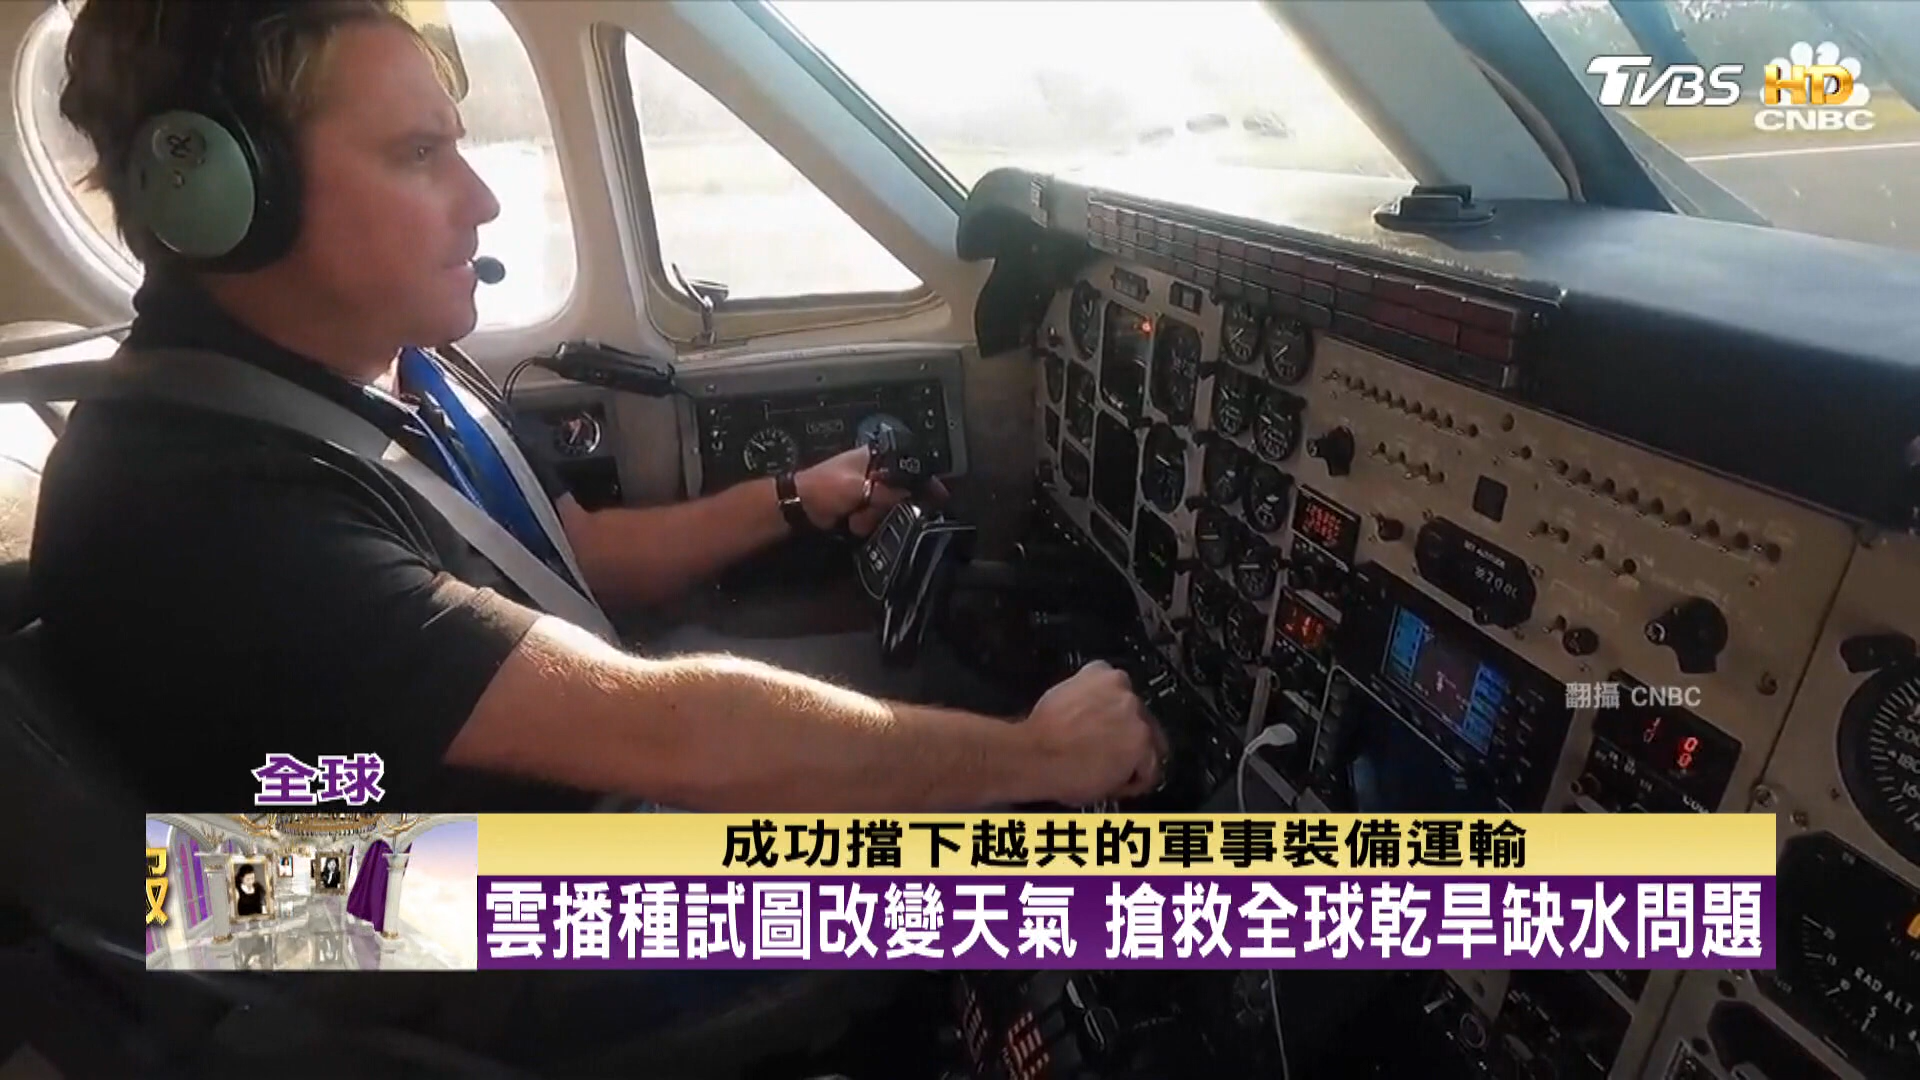 TVBS HD
CNBC
翻攝 CNBC
全球
成功擋下越共的軍事裝備運輸
雲播種試圖改變天氣 搶救全球乾旱缺水問題
RAD ALT